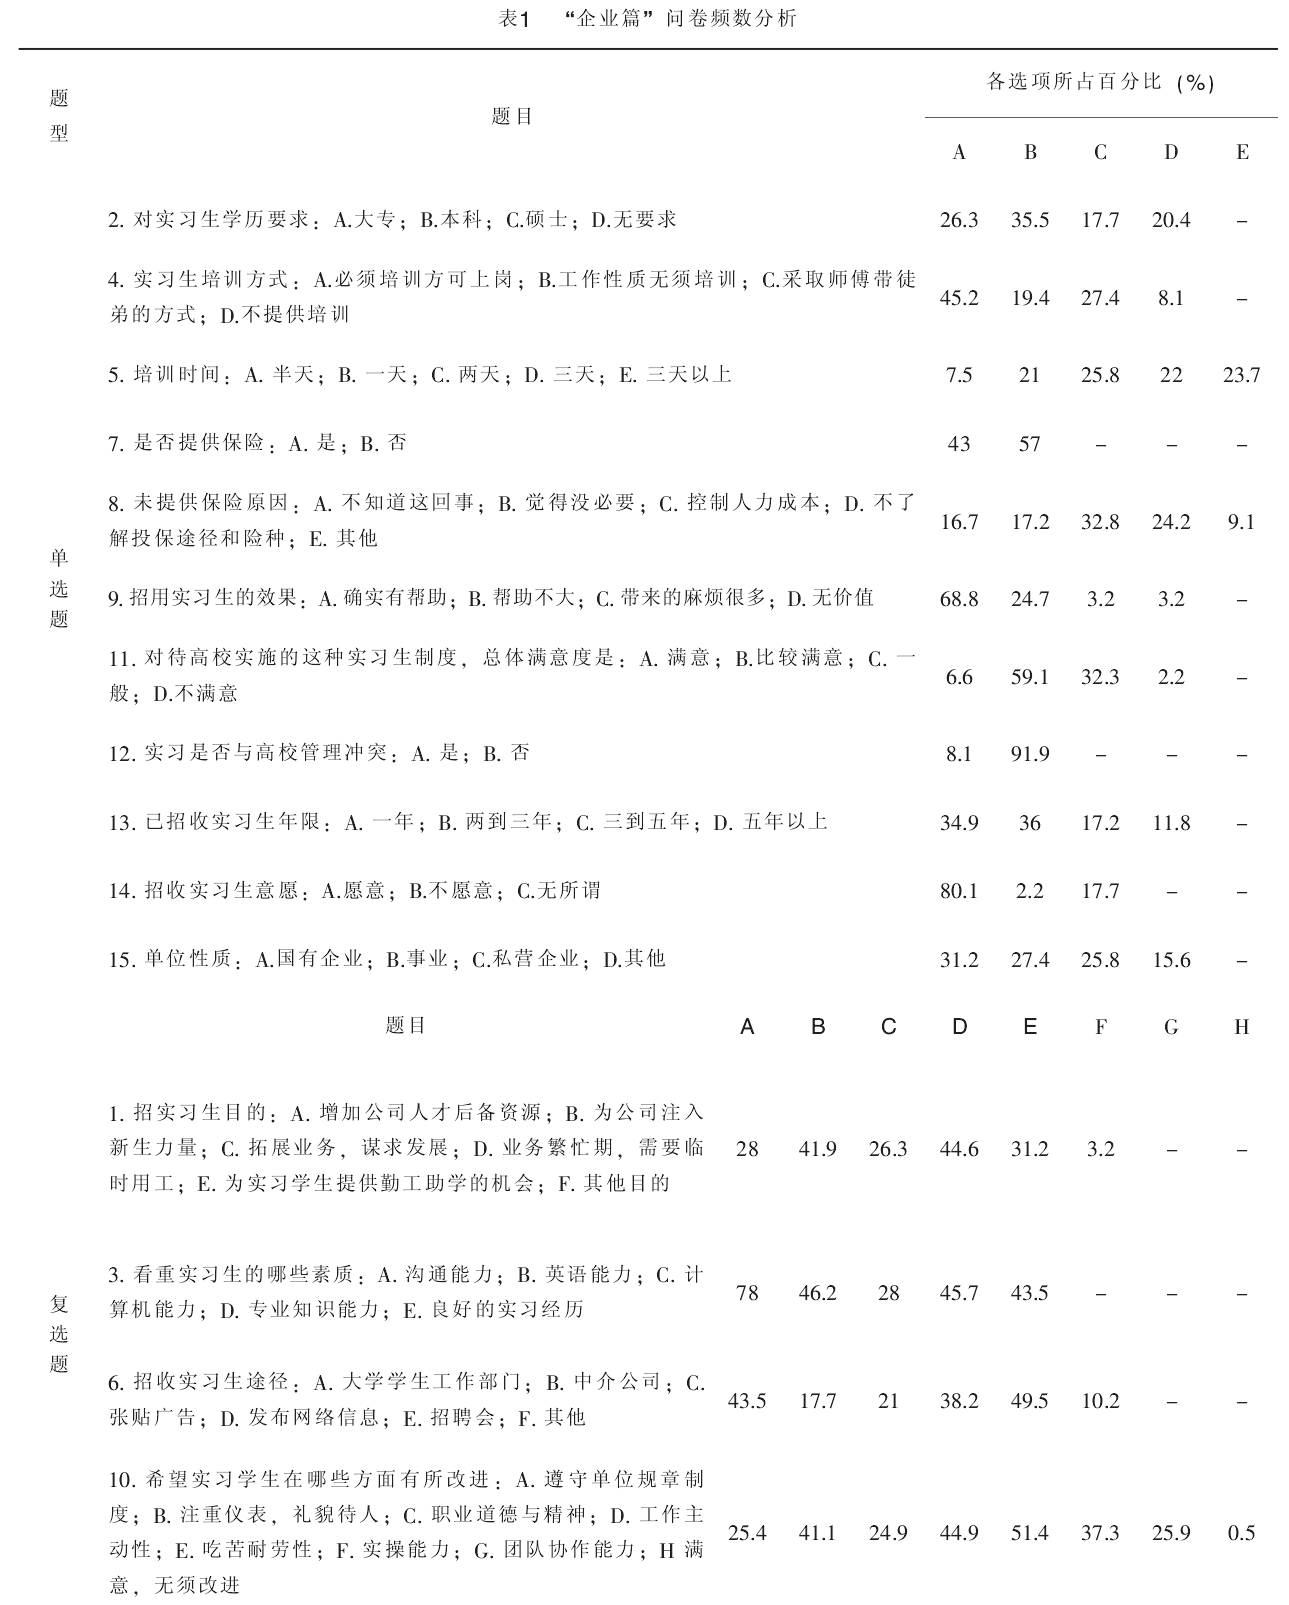 表1 “企业篇”问卷频数分析
题型 题目 各选项所占百分比 (%)
A B C D E
单选题
2. 对实习生学历要求：A.大专；B.本科；C.硕士；D.无要求 26.3 35.5 17.7 20.4 –
4. 实习生培训方式：A.必须培训方可上岗；B.工作性质无须培训；C.采取师傅带徒
弟的方式；D.不提供培训 45.2 19.4 27.4 8.1 –
5. 培训时间：A. 半天；B. 一天；C. 两天；D. 三天；E. 三天以上 7.5 21 25.8 22 23.7
7. 是否提供保险：A. 是；B. 否 43 57 – – –
8. 未提供保险原因：A. 不知道这回事；B. 觉得没必要；C. 控制人力成本；D. 不了
解投保途径和险种；E. 其他 16.7 17.2 32.8 24.2 9.1
9. 招用实习生的效果：A. 确实有帮助；B. 帮助不大；C. 带来的麻烦很多；D. 无价值 68.8 24.7 3.2 3.2 –
11. 对待高校实施的这种实习生制度，总体满意度是：A. 满意；B.比较满意；C. 一
般；D.不满意 6.6 59.1 32.3 2.2 –
12. 实习是否与高校管理冲突：A. 是；B. 否 8.1 91.9 – – –
13. 已招收实习生年限：A. 一年；B. 两到三年；C. 三到五年；D. 五年以上 34.9 36 17.2 11.8 –
14. 招收实习生意愿：A.愿意；B.不愿意；C.无所谓 80.1 2.2 17.7 – –
15. 单位性质：A.国有企业；B.事业；C.私营企业；D.其他 31.2 27.4 25.8 15.6 –
题目 A B C D E F G H
复选题
1. 招实习生目的：A. 增加公司人才后备资源；B. 为公司注入
新生力量；C. 拓展业务，谋求发展；D. 业务繁忙期，需要临
时用工；E. 为实习学生提供勤工助学的机会；F. 其他目的 28 41.9 26.3 44.6 31.2 3.2 – –
3. 看重实习生的哪些素质：A. 沟通能力；B. 英语能力；C. 计
算机能力；D. 专业知识能力；E. 良好的实习经历 78 46.2 28 45.7 43.5 – – –
6. 招收实习生途径：A. 大学学生工作部门；B. 中介公司；C.
张贴广告；D. 发布网络信息；E. 招聘会；F. 其他 43.5 17.7 21 38.2 49.5 10.2 – –
10. 希望实习学生在哪些方面有所改进：A. 遵守单位规章制
度；B. 注重仪表，礼貌待人；C. 职业道德与精神；D. 工作主
动性；E. 吃苦耐劳性；F. 实操能力；G. 团队协作能力；H 满
意，无须改进 25.4 41.1 24.9 44.9 51.4 37.3 25.9 0.5